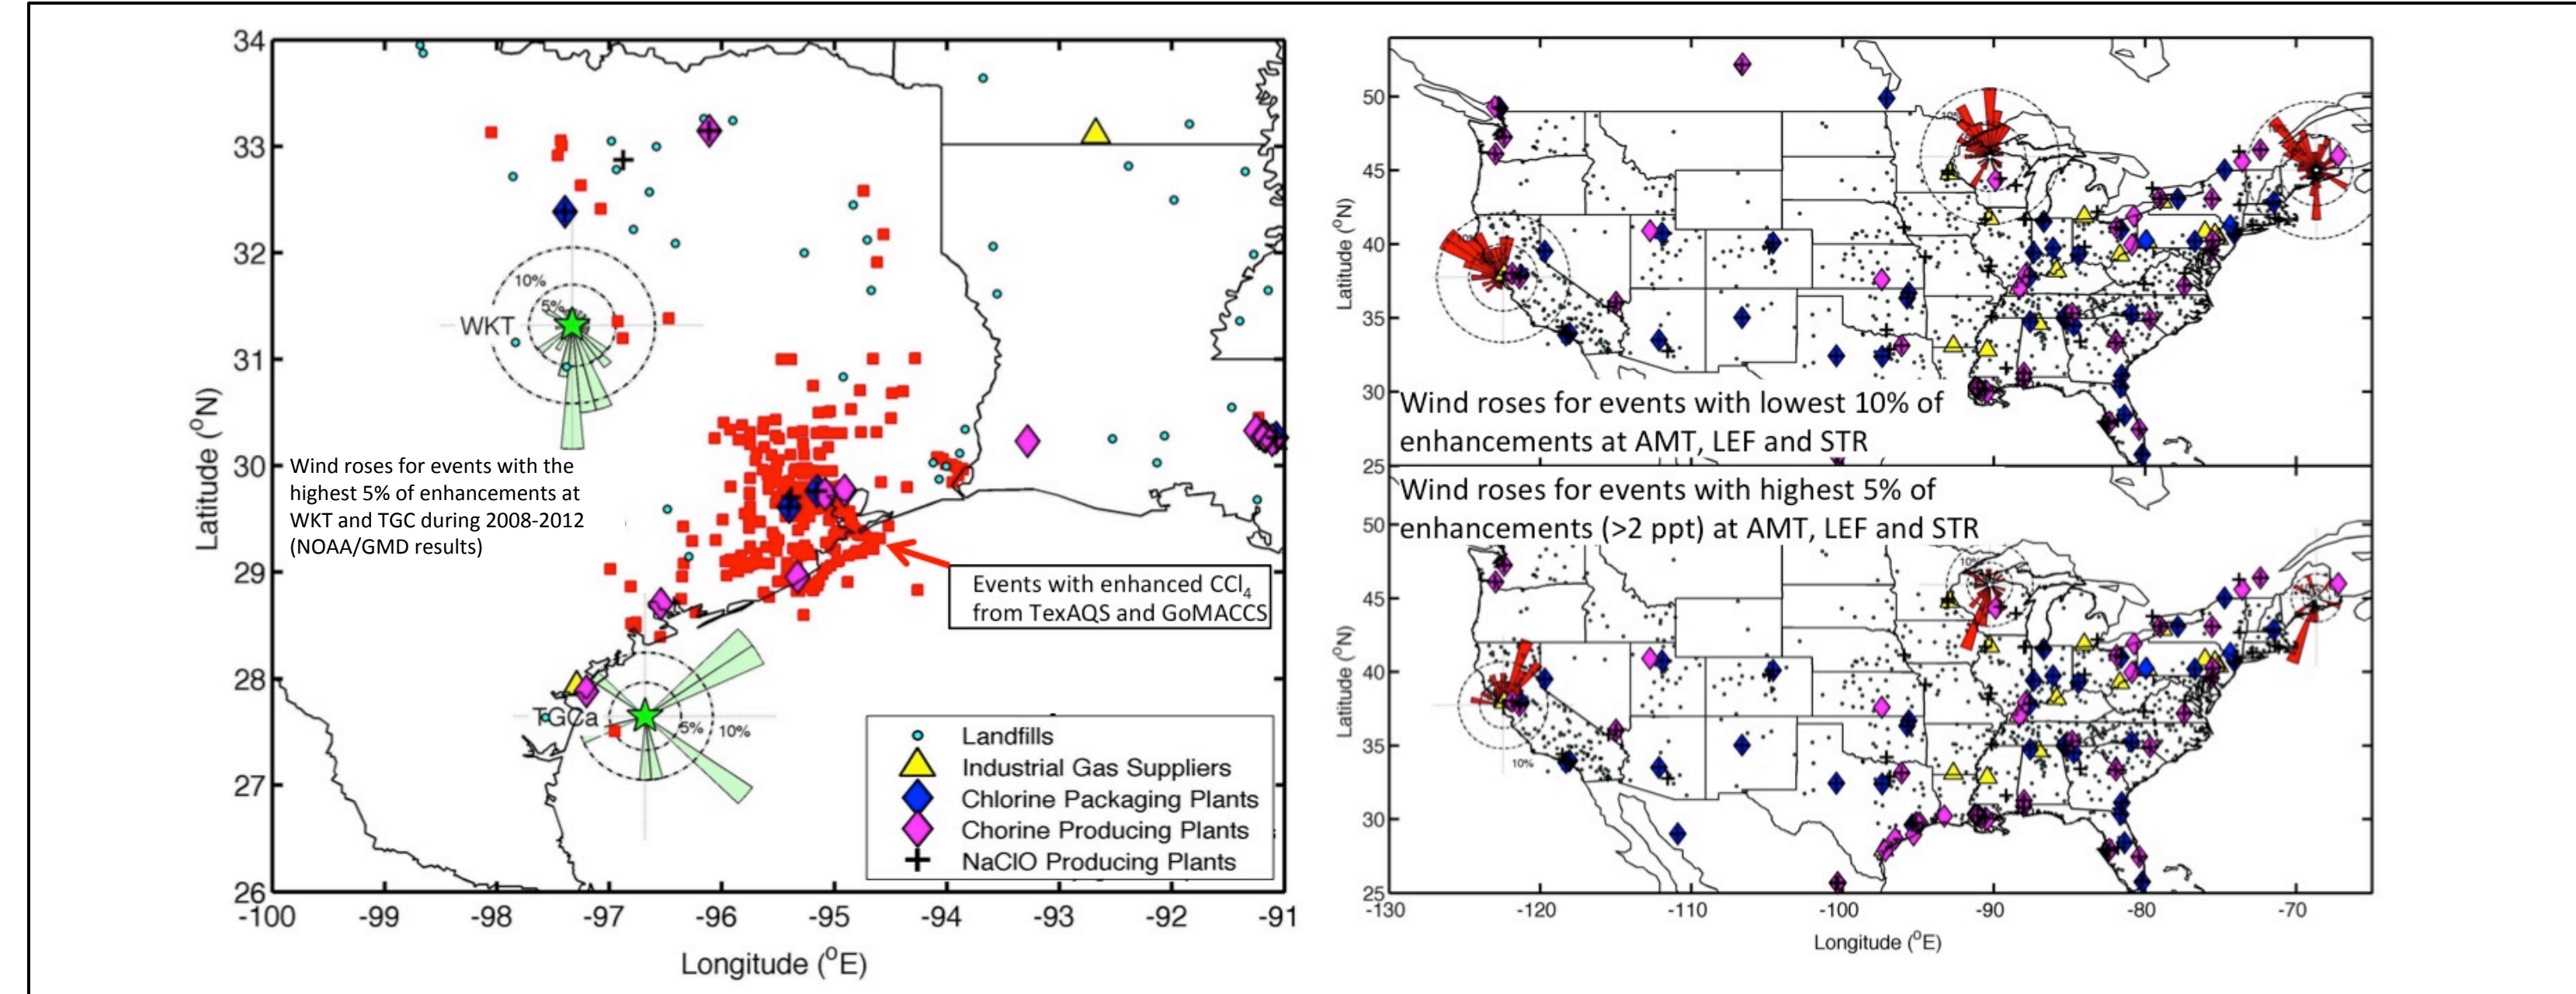 34
33
32
31
30
29
28
27
26
Latitude (°N)
-100 -99 -98 -97 -96 -95 -94 -93 -92 -91
Longitude (°E)
10%
5%
WKT
Wind roses for events with the
highest 5% of enhancements at
WKT and TGC during 2008-2012
(NOAA/GMD results)
Events with enhanced CCl₄
from TexAQS and GoMACCS
TGCa
5% 10%
Landfills
Industrial Gas Suppliers
Chlorine Packaging Plants
Chorine Producing Plants
NaClO Producing Plants
50
45
40
35
30
25
Latitude (°N)
10%
Wind roses for events with lowest 10% of
enhancements at AMT, LEF and STR
Wind roses for events with highest 5% of
enhancements (>2 ppt) at AMT, LEF and STR
50
45
40
35
30
25
Latitude (°N)
10%
10%
-130 -120 -110 -100 -90 -80 -70
Longitude (°E)